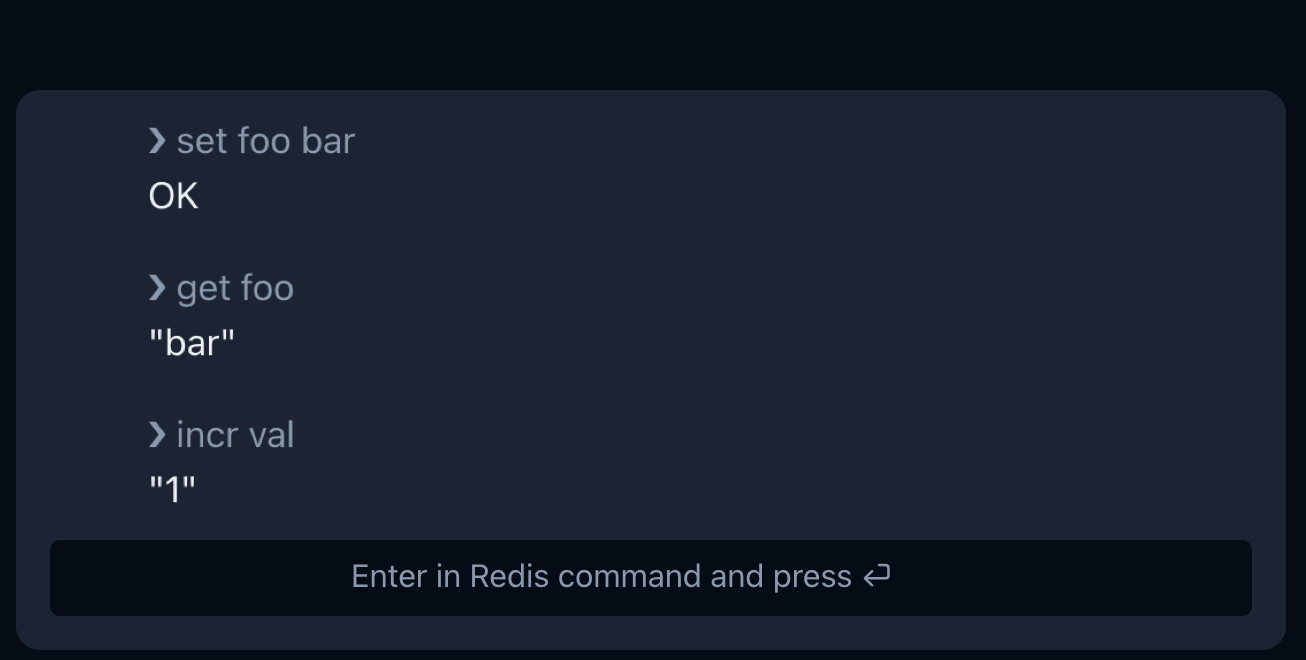 ❯ set foo bar
OK
❯ get foo
"bar"
❯ incr val
"1"
Enter in Redis command and press ⏎